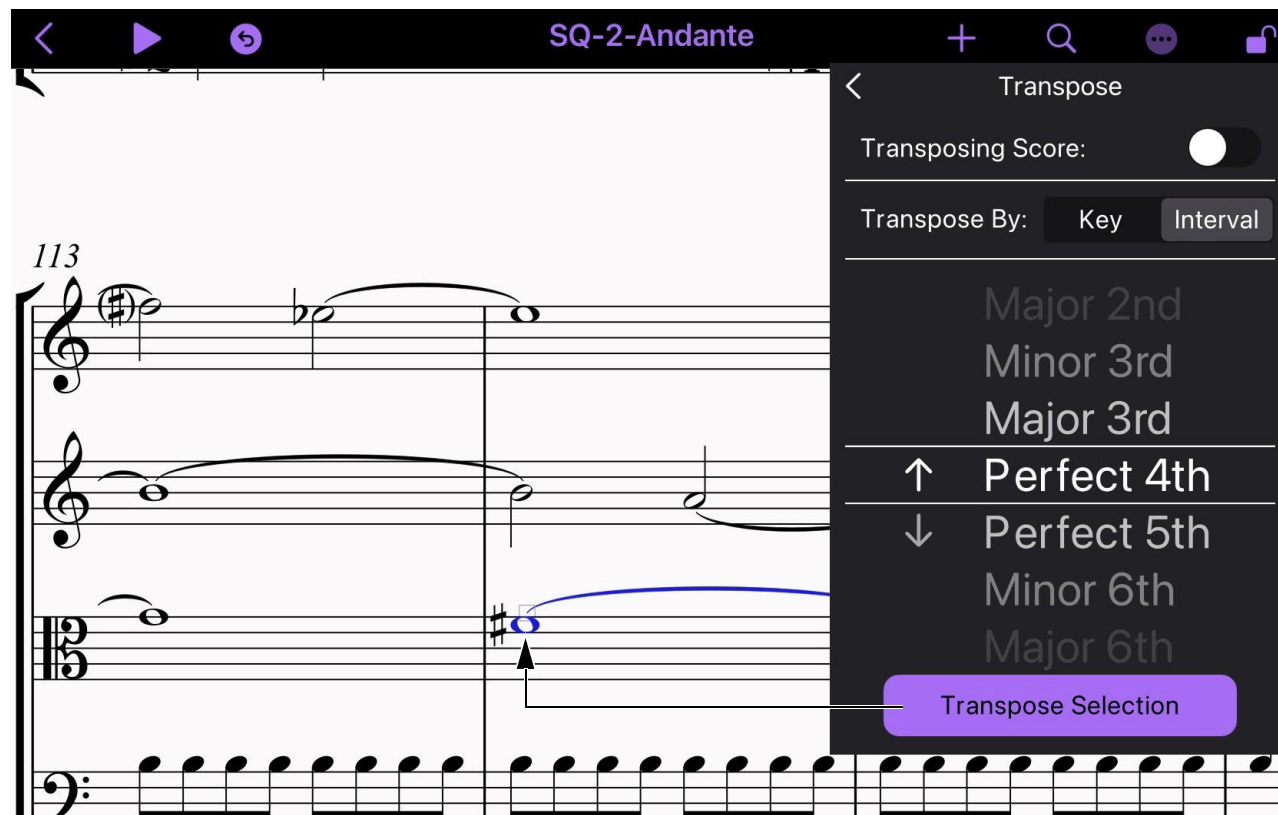 SQ-2-Andante
Transpose
Transposing Score:
Transpose By: Key Interval
113
Major 2nd
Minor 3rd
Major 3rd
Perfect 4th
Perfect 5th
Minor 6th
Major 6th
Transpose Selection